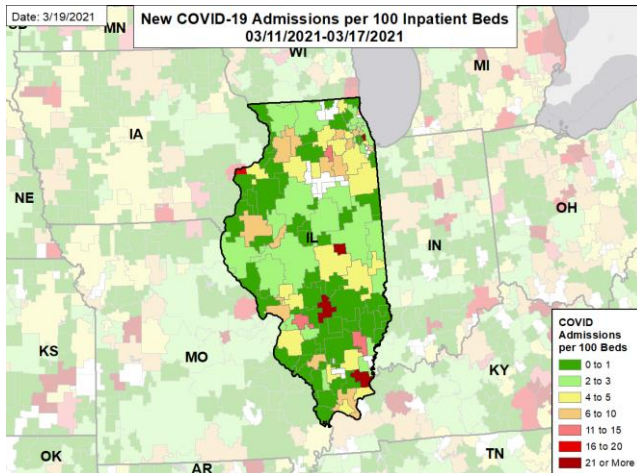 Date: 3/19/2021
New COVID-19 Admissions per 100 Inpatient Beds
03/11/2021-03/17/2021
MN
WI
MI
IA
NE
IL
IN
OH
KS
MO
KY
OK
AR
TN
COVID
Admissions
per 100 Beds
0 to 1
2 to 3
4 to 5
6 to 10
11 to 15
16 to 20
21 or More